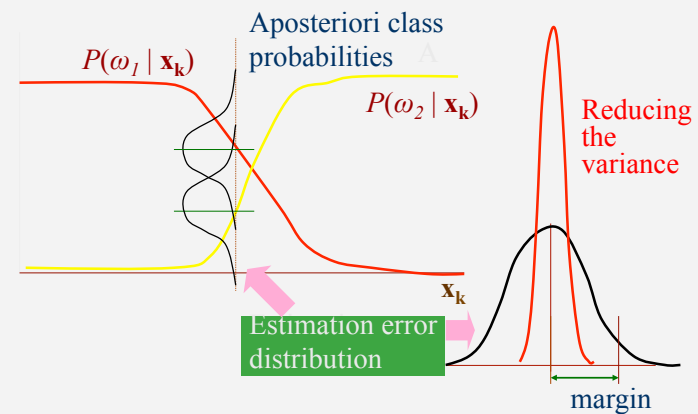 Aposteriori class
probabilities
A
P(ω1 | xk)
P(ω2 | xk)
Reducing
the
variance
xk
Estimation error
distribution
margin